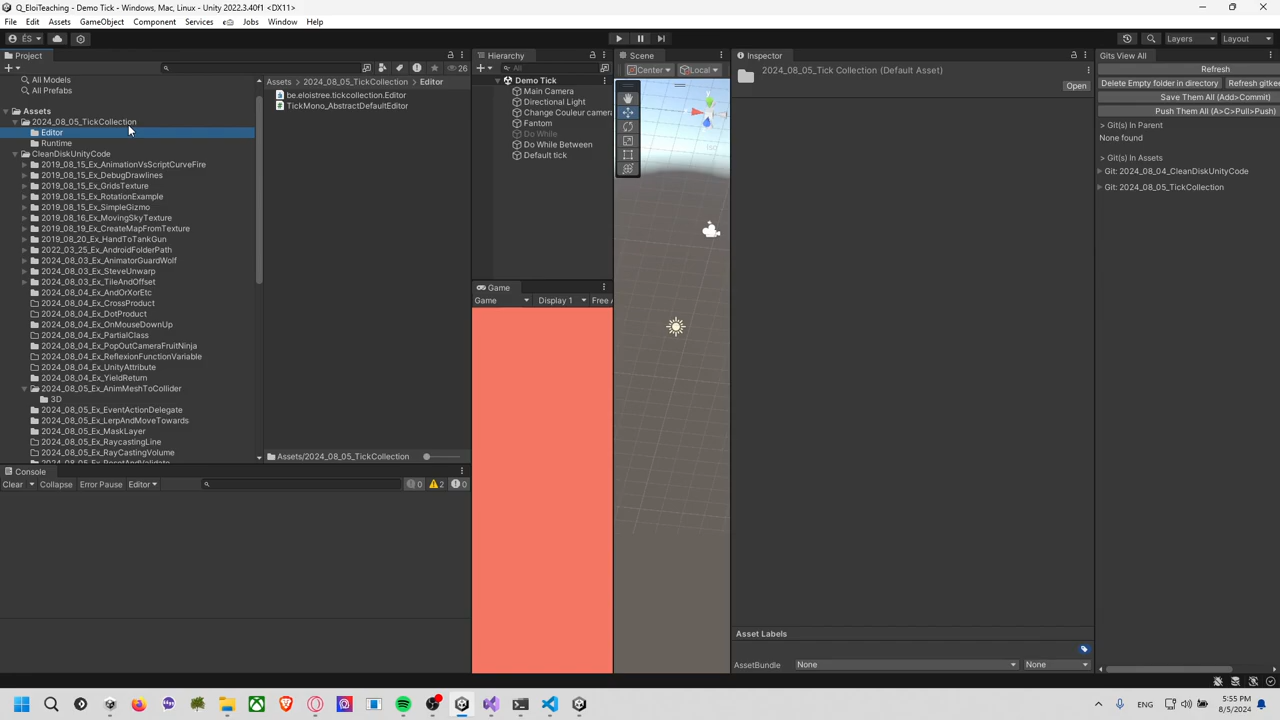 Q_EloiTeaching - Demo Tick - Windows, Mac, Linux - Unity 2022.3.40f1 <DX11>
File Edit Assets GameObject Component Services Jobs Window Help
ÉS
Layers
Layout
Project
26
All Models
All Prefabs
Assets
2024_08_05_TickCollection
Editor
Runtime
CleanDiskUnityCode
2019_08_15_Ex_AnimationVsScriptCurveFire
2019_08_15_Ex_DebugDrawlines
2019_08_15_Ex_GridsTexture
2019_08_15_Ex_RotationExample
2019_08_15_Ex_SimpleGizmo
2019_08_16_Ex_MovingSkyTexture
2019_08_19_Ex_CreateMapFromTexture
2019_08_20_Ex_HandToTankGun
2022_03_25_Ex_AndroidFolderPath
2024_08_03_Ex_AnimatorGuardWolf
2024_08_03_Ex_SteveUnwarp
2024_08_03_Ex_TileAndOffset
2024_08_04_Ex_AndOrXorEtc
2024_08_04_Ex_CrossProduct
2024_08_04_Ex_DotProduct
2024_08_04_Ex_OnMouseDownUp
2024_08_04_Ex_PartialClass
2024_08_04_Ex_PopOutCameraFruitNinja
2024_08_04_Ex_ReflexionFunctionVariable
2024_08_04_Ex_UnityAttribute
2024_08_04_Ex_YieldReturn
2024_08_05_Ex_AnimMeshToCollider
3D
2024_08_05_Ex_EventActionDelegate
2024_08_05_Ex_LerpAndMoveTowards
2024_08_05_Ex_MaskLayer
2024_08_05_Ex_RaycastingLine
2024_08_05_Ex_RayCastingVolume
Assets > 2024_08_05_TickCollection > Editor
be.eloistree.tickcollection.Editor
TickMono_AbstractDefaultEditor
Assets/2024_08_05_TickCollection
Console
Clear Collapse Error Pause Editor
0 2 0
Hierarchy
All
Demo Tick
Main Camera
Directional Light
Change Couleur camera
Fantom
Do While
Do While Between
Default tick
Game
Game Display 1 Free
Scene
Center Local
Iso
Inspector
2024_08_05_Tick Collection (Default Asset)
Open
Asset Labels
AssetBundle None None
Gits View All
Refresh
Delete Empty folder in directory Refresh gitkee
Save Them All (Add>Commit)
Push Them All (A>C>Pull>Push)
> Git(s) In Parent
None found
> Git(s) In Assets
Git: 2024_08_04_CleanDiskUnityCode
Git: 2024_08_05_TickCollection
ENG
5:55 PM
8/5/2024